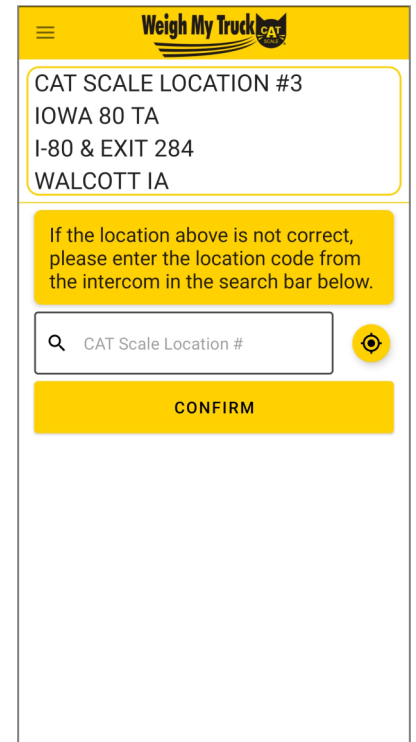 Weigh My Truck
CAT
SCALE
CAT SCALE LOCATION #3
IOWA 80 TA
I-80 & EXIT 284
WALCOTT IA
If the location above is not correct,
please enter the location code from
the intercom in the search bar below.
CAT Scale Location #
CONFIRM